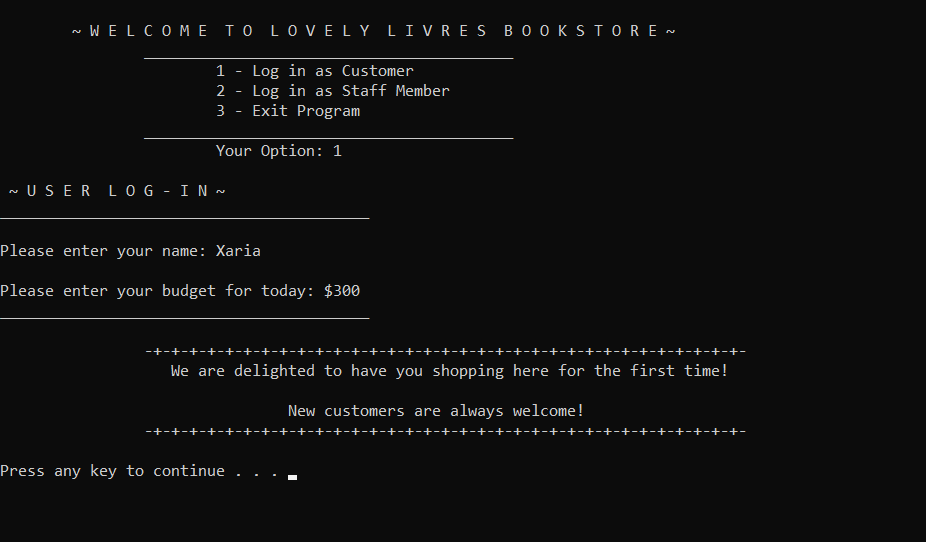 ~ W E L C O M E  T O  L O V E L Y  L I V R E S  B O O K S T O R E ~
1 - Log in as Customer
2 - Log in as Staff Member
3 - Exit Program
Your Option: 1
~ U S E R  L O G - I N ~
Please enter your name: Xaria
Please enter your budget for today: $300
-+-+-+-+-+-+-+-+-+-+-+-+-+-+-+-+-+-+-+-+-+-+-+-+-+-+-+-+-+-+-+-+-+-
We are delighted to have you shopping here for the first time!
New customers are always welcome!
-+-+-+-+-+-+-+-+-+-+-+-+-+-+-+-+-+-+-+-+-+-+-+-+-+-+-+-+-+-+-+-+-+-
Press any key to continue . . .